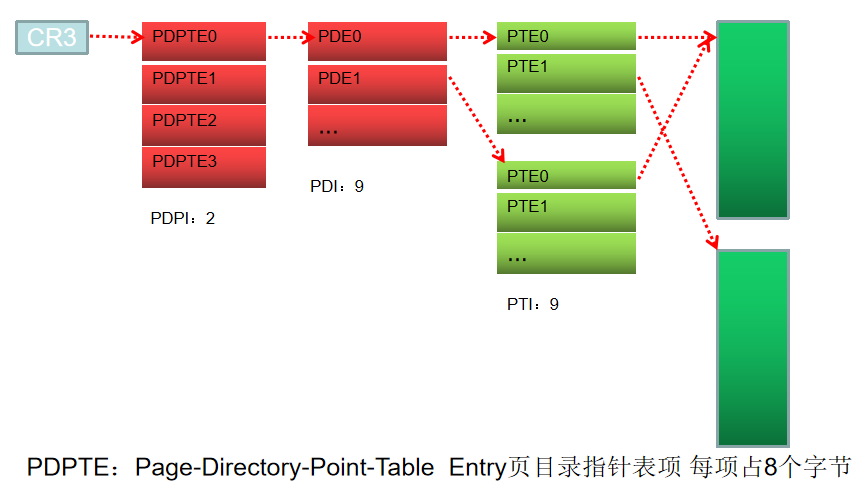 CR3
PDPTE0
PDPTE1
PDPTE2
PDPTE3
PDPI：2
PDE0
PDE1
...
PDI：9
PTE0
PTE1
...
PTE0
PTE1
...
PTI：9
PDPTE：Page-Directory-Point-Table Entry页目录指针表项 每项占8个字节